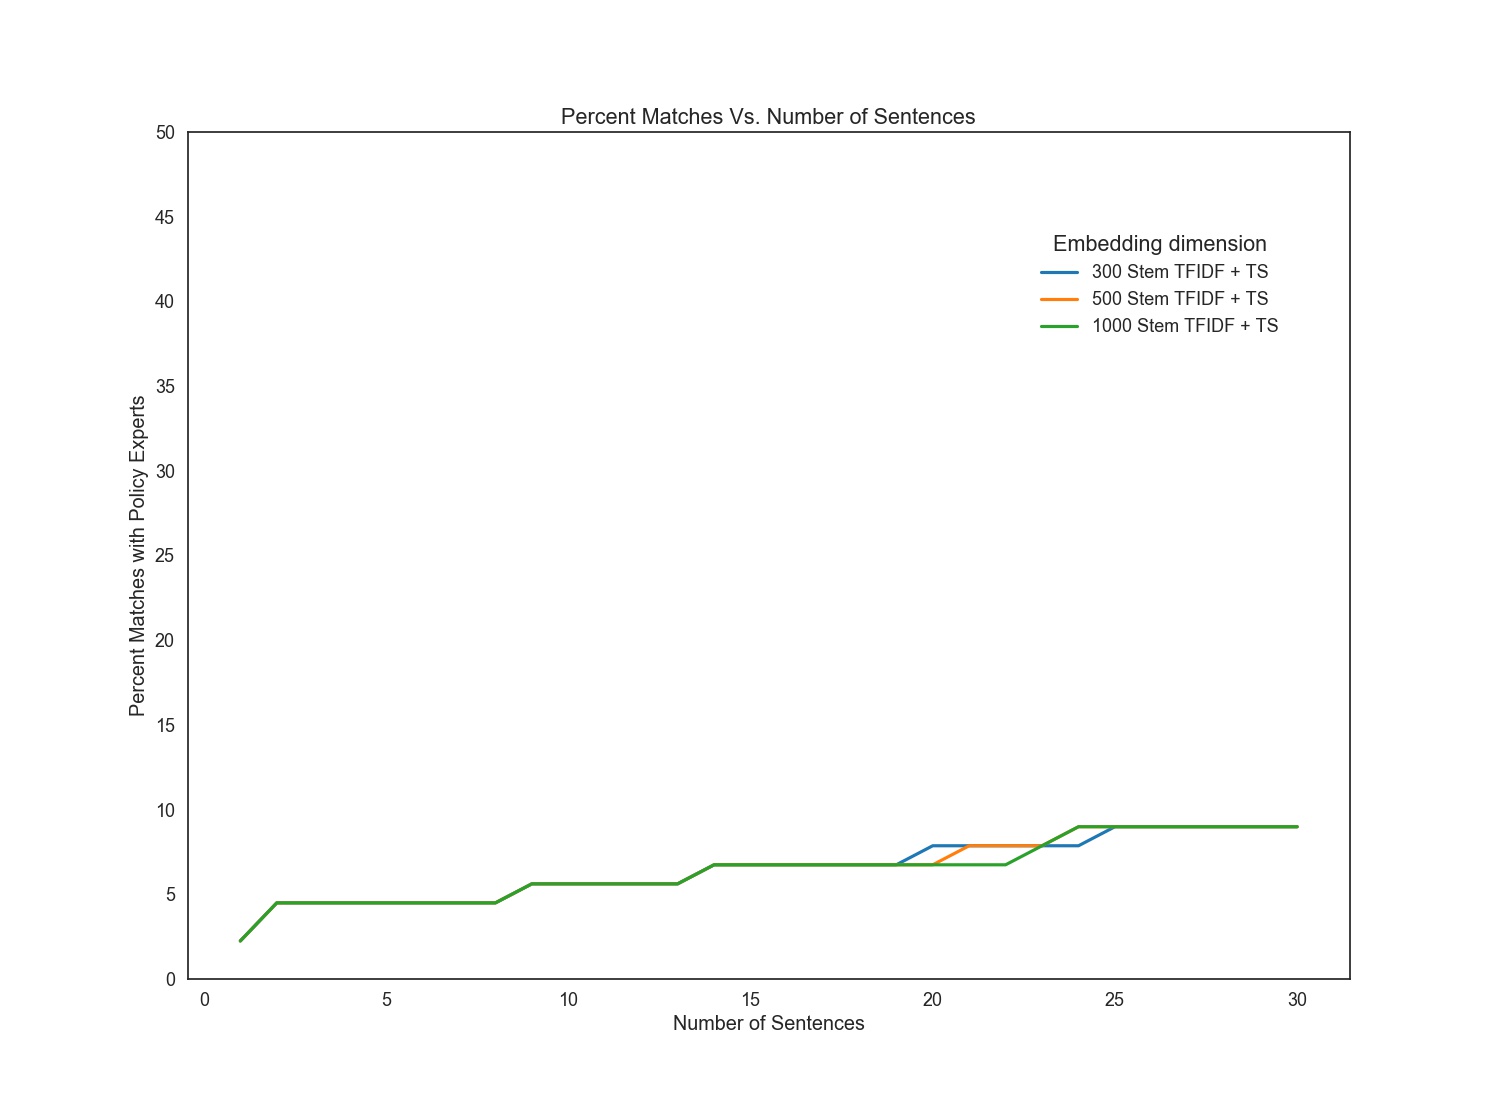 Percent Matches Vs. Number of Sentences
50
45
40
35
30
25
20
15
10
5
0
Percent Matches with Policy Experts
Embedding dimension
300 Stem TFIDF + TS
500 Stem TFIDF + TS
1000 Stem TFIDF + TS
0 5 10 15 20 25 30
Number of Sentences